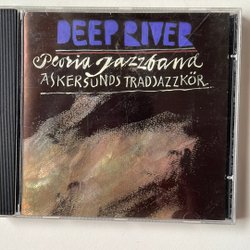 DEEP RIVER
Peoria Jazzband
ASKERSUNDS TRADJAZZKÖR.